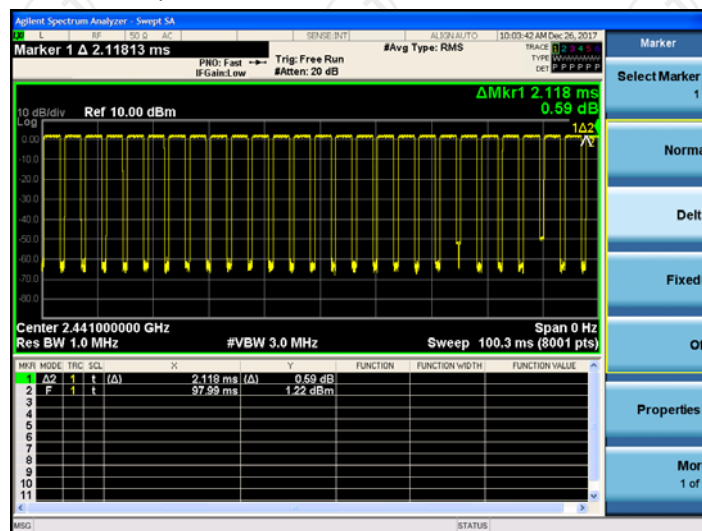 Agilent Spectrum Analyzer - Swept SA
L RF 50 Ω AC SENSE:INT ALIGN AUTO 10:03:42 AM Dec 26, 2017
Marker 1 Δ 2.11813 ms
PNO: Fast
IFGain:Low
Trig: Free Run
#Atten: 20 dB
#Avg Type: RMS
TRACE 1 2 3 4 5 6
TYPE WWWWWW
DET P P P P P P
ΔMkr1 2.118 ms
0.59 dB
10 dB/div Ref 10.00 dBm
Log
1Δ2
0.00
-10.0
-20.0
-30.0
-40.0
-50.0
-60.0
-70.0
-80.0
Center 2.441000000 GHz Span 0 Hz
Res BW 1.0 MHz #VBW 3.0 MHz Sweep 100.3 ms (8001 pts)
MKR MODE TRC SCL X Y FUNCTION FUNCTION WIDTH FUNCTION VALUE
1 Δ2 1 t (Δ) 2.118 ms (Δ) 0.59 dB
2 F 1 t 97.99 ms 1.22 dBm
3
4
5
6
7
8
9
10
11
MSG STATUS
Marker
Select Marker
1
Norma
Delt
Fixed
Of
Properties
Mor
1 of